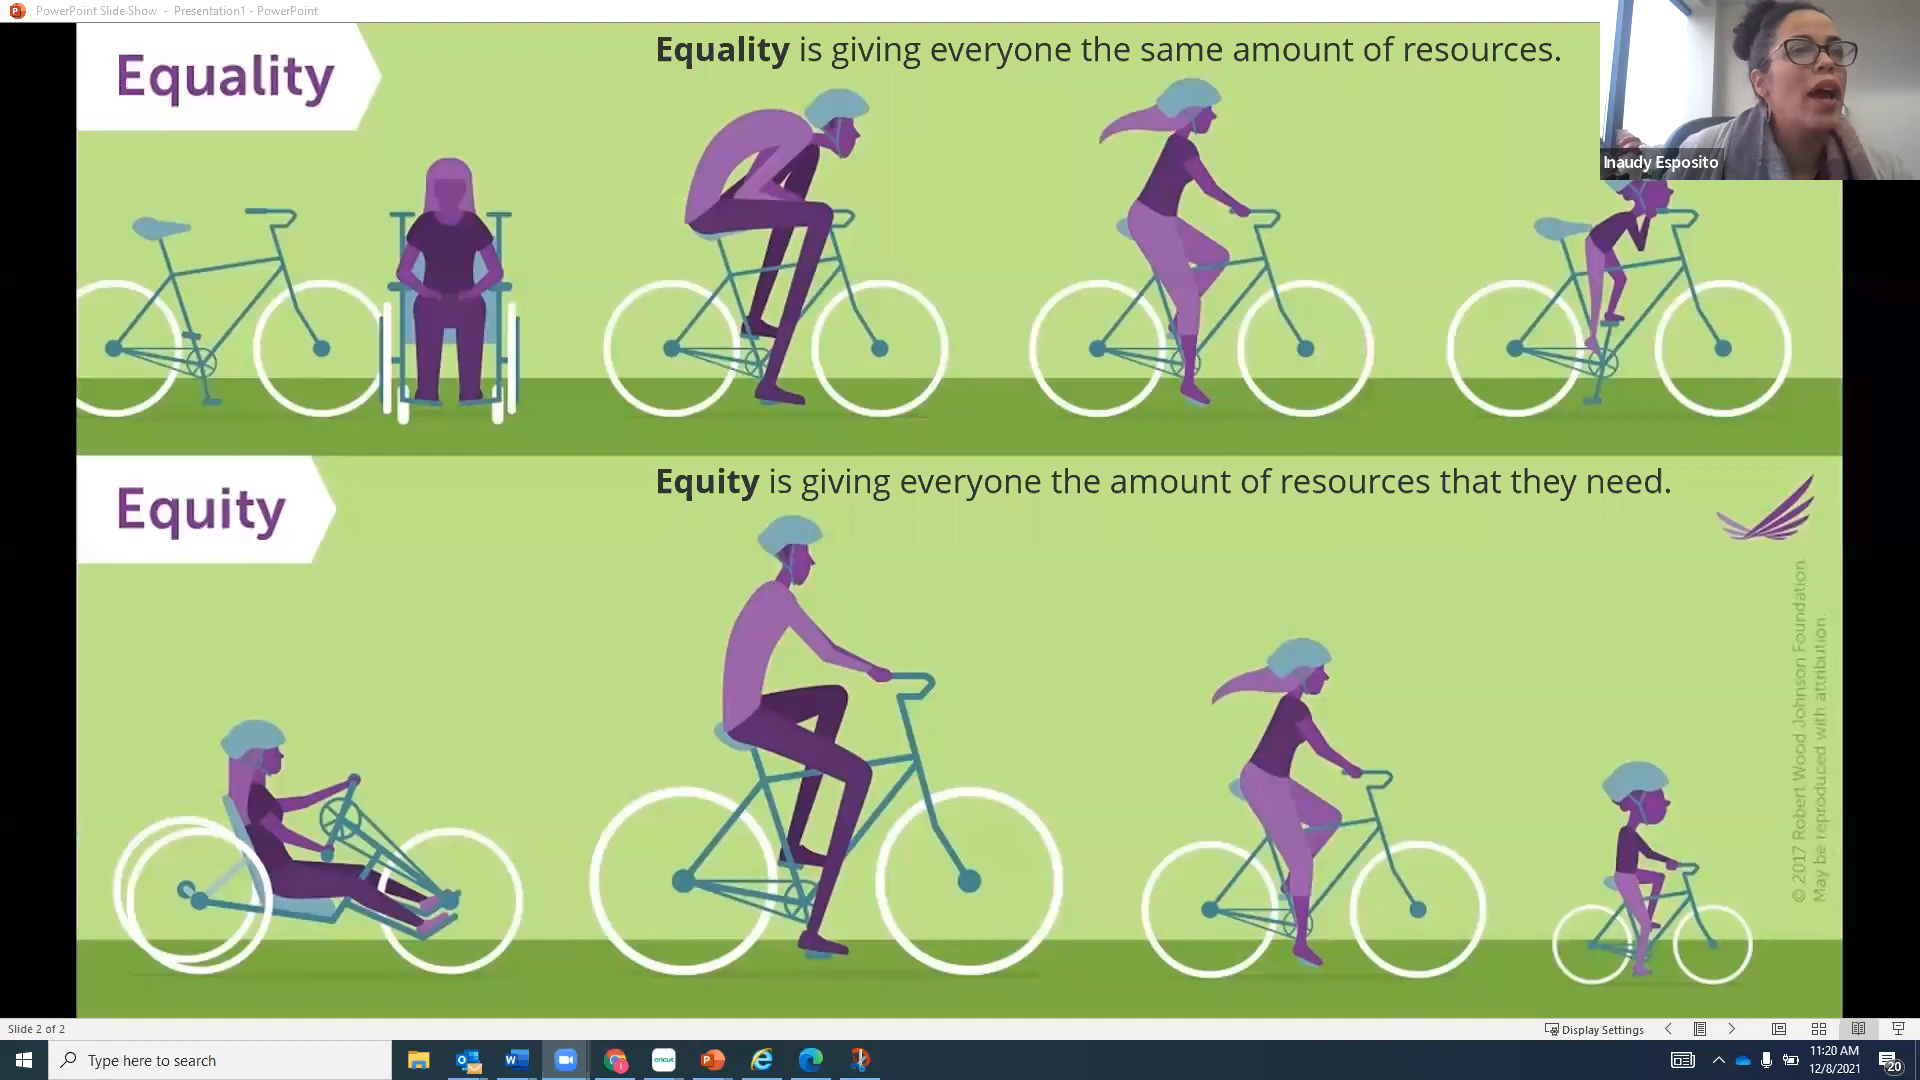 PowerPoint Slide Show - Presentation1 - PowerPoint
Equality
Equality is giving everyone the same amount of resources.
Inaudy Esposito
Equity
Equity is giving everyone the amount of resources that they need.
© 2017 Robert Wood Johnson Foundation.
May be reproduced with attribution.
Slide 2 of 2
Display Settings
Type here to search
cricut
11:20 AM
12/8/2021
20